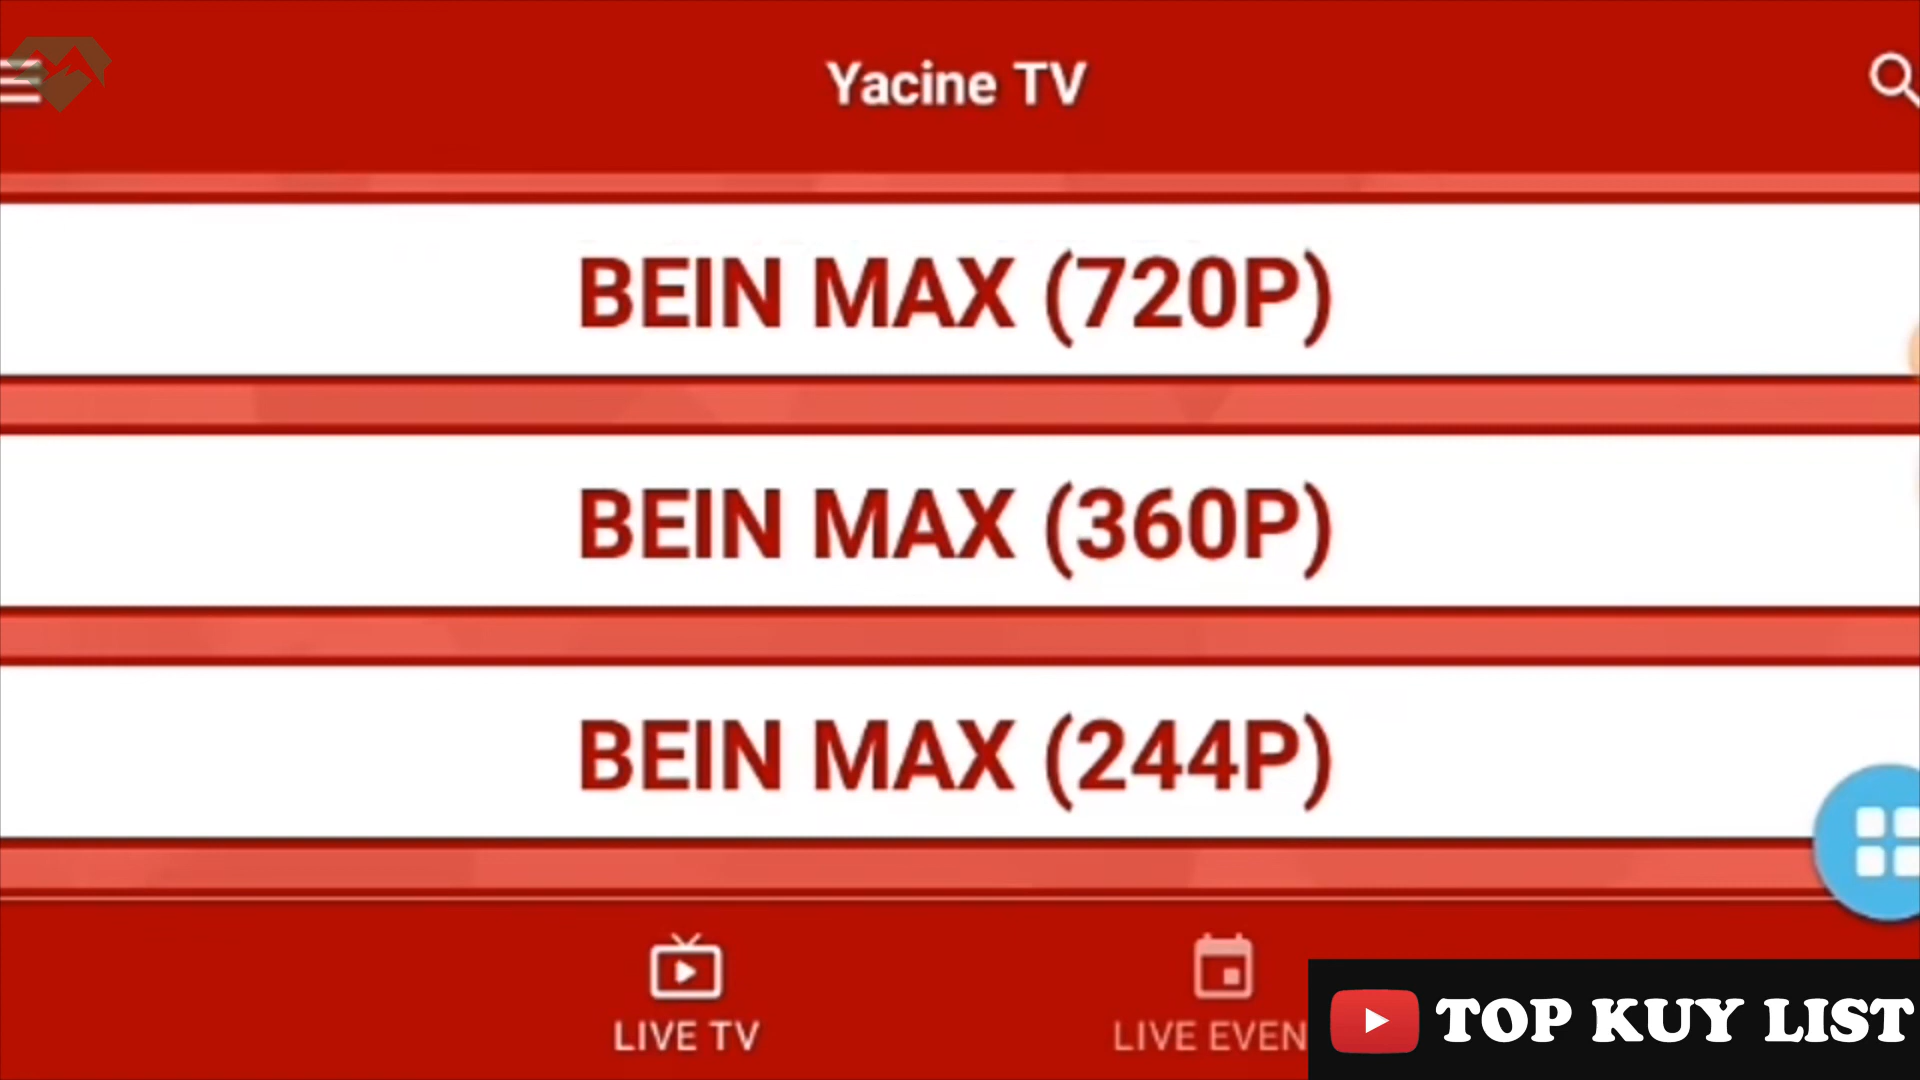 Yacine TV
BEIN MAX (720P)
BEIN MAX (360P)
BEIN MAX (244P)
LIVE TV
LIVE EVEN
TOP KUY LIST